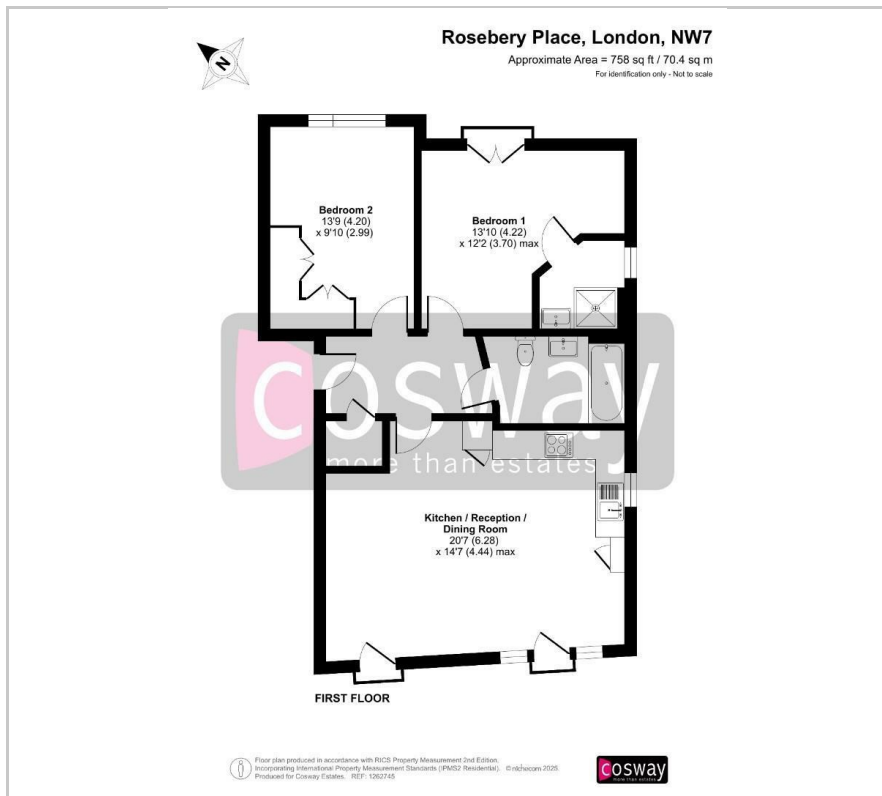 Rosebery Place, London, NW7
Approximate Area = 758 sq ft / 70.4 sq m
For identification only - Not to scale
N
Bedroom 2
13'9 (4.20)
x 9'10 (2.99)
Bedroom 1
13'10 (4.22)
x 12'2 (3.70) max
cosway
more than estates
Kitchen / Reception /
Dining Room
20'7 (6.28)
x 14'7 (4.44) max
FIRST FLOOR
Floor plan produced in accordance with RICS Property Measurement 2nd Edition.
Incorporating International Property Measurement Standards (IPMS2 Residential). © nichecom 2025.
Produced for Cosway Estates. REF: 1262745
cosway
more than estates